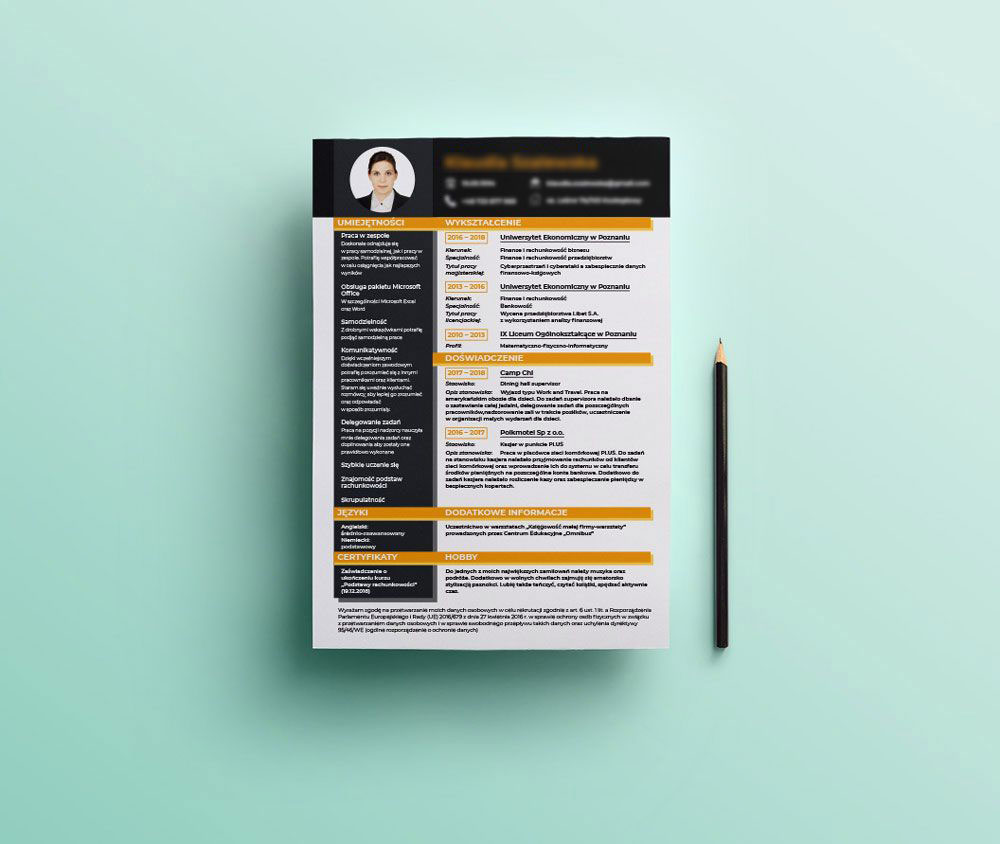 UMIEJĘTNOŚCI
Praca w zespole
Doskonale odnajduje się
w pracy samodzielnej, jak i pracy w
zespole. Potrafię współpracować
w celu osiągnięcia jak najlepszych
wyników
Obsługa pakietu Microsoft
Office
W szczególności Microsoft Excel
oraz Word
Samodzielność
Z drobnymi wskazówkami potrafię
podjąć samodzielną pracę
Komunikatywność
Dzięki wcześniejszym
doświadczeniom zawodowym
potrafię porozumieć się z innymi
pracownikami oraz klientami.
Staram się uważnie wysłuchać
rozmówcy, aby lepiej go zrozumieć
oraz odpowiadać
w sposób zrozumiały.
Delegowanie zadań
Praca na pozycji nadzorcy nauczyła
mnie delegowania zadań oraz
dopilnowania aby zostały one
prawidłowo wykonane
Szybkie uczenie się
Znajomość podstaw
rachunkowości
Skrupulatność
JĘZYKI
Angielski:
średnio-zaawansowany
Niemiecki:
podstawowy
CERTYFIKATY
Zaświadczenie o
ukończeniu kursu
„Podstawy rachunkowości"
(19.12.2018)
WYKSZTAŁCENIE
2016 – 2018 Uniwersytet Ekonomiczny w Poznaniu
Kierunek: Finanse i rachunkowość biznesu
Specjalność: Finanse i rachunkowość przedsiębiorstw
Tytuł pracy Cyberprzestrzeń i cyberataki a zabezpiecznie danych
magisterskiej: finansowo-księgowych
2013 – 2016 Uniwersytet Ekonomiczny w Poznaniu
Kierunek: Finanse i rachunkowość
Specjalność: Bankowość
Tytuł pracy Wycena przedsiębiorstwa Libet S.A.
licencjackiej: z wykorzystaniem analizy finansowej
2010 – 2013 IX Liceum Ogólnokształcące w Poznaniu
Profil: Matematyczno-fizyczno-informatyczny
DOŚWIADCZENIE
2017 – 2018 Camp Chi
Stanowisko: Dining hall supervisor
Opis stanowiska: Wyjazd typu Work and Travel. Praca na
amerykańskim obozie dla dzieci. Do zadań supervisora należało dbanie
o zastawienie całej jadalni, delegowanie zadań dla poszczególnych
pracowników,nadzorowanie sali w trakcie posiłków, uczestniczenie
w organizacji małych wydarzeń dla dzieci.
2016 – 2017 Polkmotel Sp z o.o.
Stanowisko: Kasjer w punkcie PLUS
Opis stanowiska: Praca w placówce sieci komórkowej PLUS. Do zadań
na stanowisku kasjera należało przyjmowanie rachunków od klientów
sieci komórkowej oraz wprowadzenie ich do systemu w celu transferu
środków pieniężnych na poszczególne konta bankowe. Dodatkowo do
zadań kasjera należało rozliczenie kasy oraz zabezpieczanie pieniędzy w
bezpiecznych kopertach.
DODATKOWE INFORMACJE
Uczestnictwo w warsztatach „Księgowość małej firmy-warsztaty"
prowadzonych przez Centrum Edukacyjne „Omnibus"
HOBBY
Do jednych z moich największych zamiłowań należy muzyka oraz
podróże. Dodatkowo w wolnych chwilach zajmuję się amatorsko
stylizacją paznokci. Lubię także tańczyć, czytać książki, spędzać aktywnie
czas.
Wyrażam zgodę na przetwarzanie moich danych osobowych w celu rekrutacji zgodnie z art. 6 ust. 1 lit. a Rozporządzenia
Parlamentu Europejskiego i Rady (UE) 2016/679 z dnia 27 kwietnia 2016 r. w sprawie ochrony osób fizycznych w związku
z przetwarzaniem danych osobowych i w sprawie swobodnego przepływu takich danych oraz uchylenia dyrektywy
95/46/WE (ogólne rozporządzenie o ochronie danych)